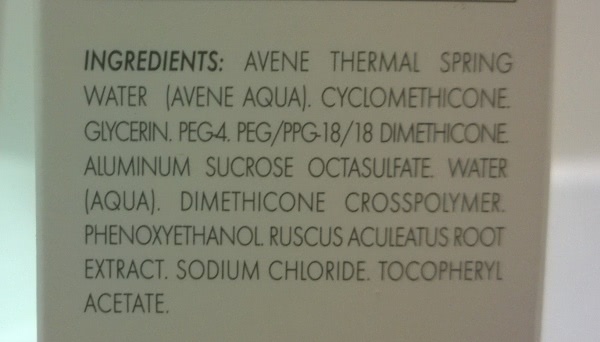 INGREDIENTS: AVENE THERMAL SPRING
WATER (AVENE AQUA). CYCLOMETHICONE.
GLYCERIN. PEG-4. PEG/PPG-18/18 DIMETHICONE.
ALUMINUM SUCROSE OCTASULFATE. WATER
(AQUA). DIMETHICONE CROSSPOLYMER.
PHENOXYETHANOL. RUSCUS ACULEATUS ROOT
EXTRACT. SODIUM CHLORIDE. TOCOPHERYL
ACETATE.